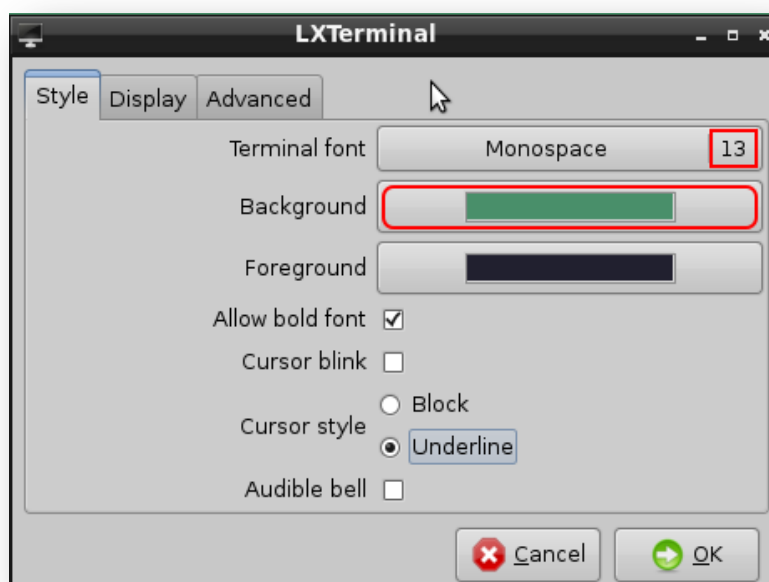 LXTerminal
Style Display Advanced
Terminal font Monospace 13
Background
Foreground
Allow bold font
Cursor blink
Cursor style Block
Underline
Audible bell
Cancel OK